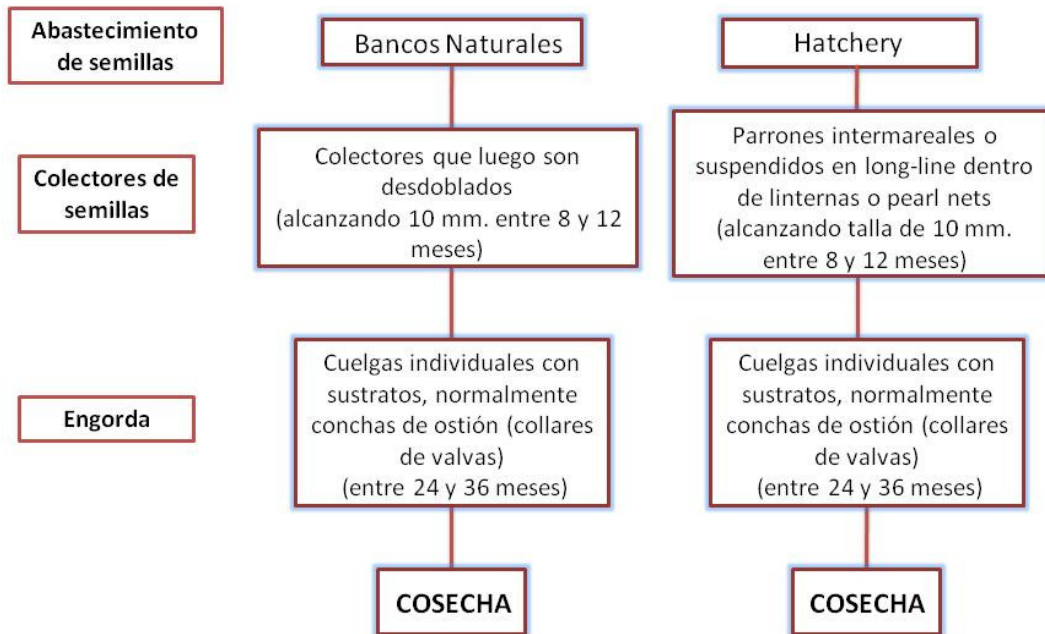 Abastecimiento
de semillas
Bancos Naturales
Hatchery
Colectores de
semillas
Colectores que luego son
desdoblados
(alcanzando 10 mm. entre 8 y 12
meses)
Parrones intermareales o
suspendidos en long-line dentro
de linternas o pearl nets
(alcanzando talla de 10 mm.
entre 8 y 12 meses)
Engorda
Cuelgas individuales con
sustratos, normalmente
conchas de ostión (collares
de valvas)
(entre 24 y 36 meses)
Cuelgas individuales con
sustratos, normalmente
conchas de ostión (collares
de valvas)
(entre 24 y 36 meses)
COSECHA
COSECHA